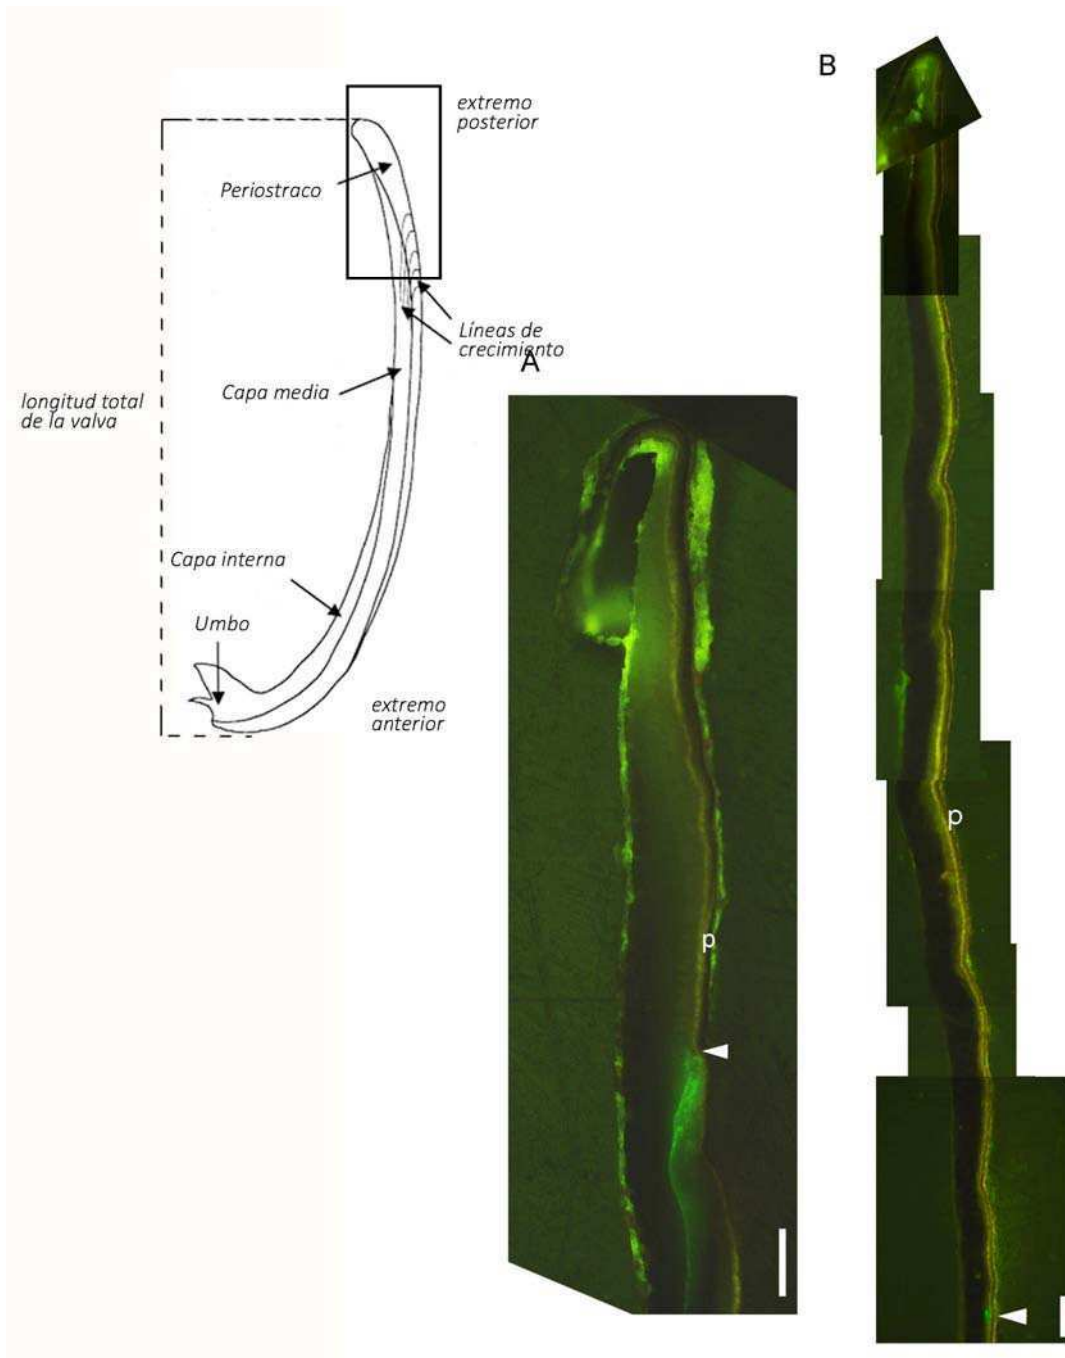 B
extremo
posterior
Periostraco
Líneas de
crecimiento
A
Capa media
longitud total
de la valva
Capa interna
Umbo
extremo
anterior
p
p